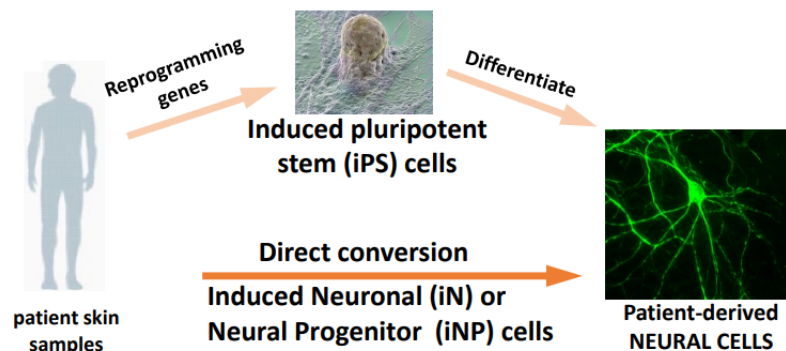 Reprogramming
genes
Differentiate
Induced pluripotent
stem (iPS) cells
Direct conversion
Induced Neuronal (iN) or
Neural Progenitor (iNP) cells
patient skin
samples
Patient-derived
NEURAL CELLS